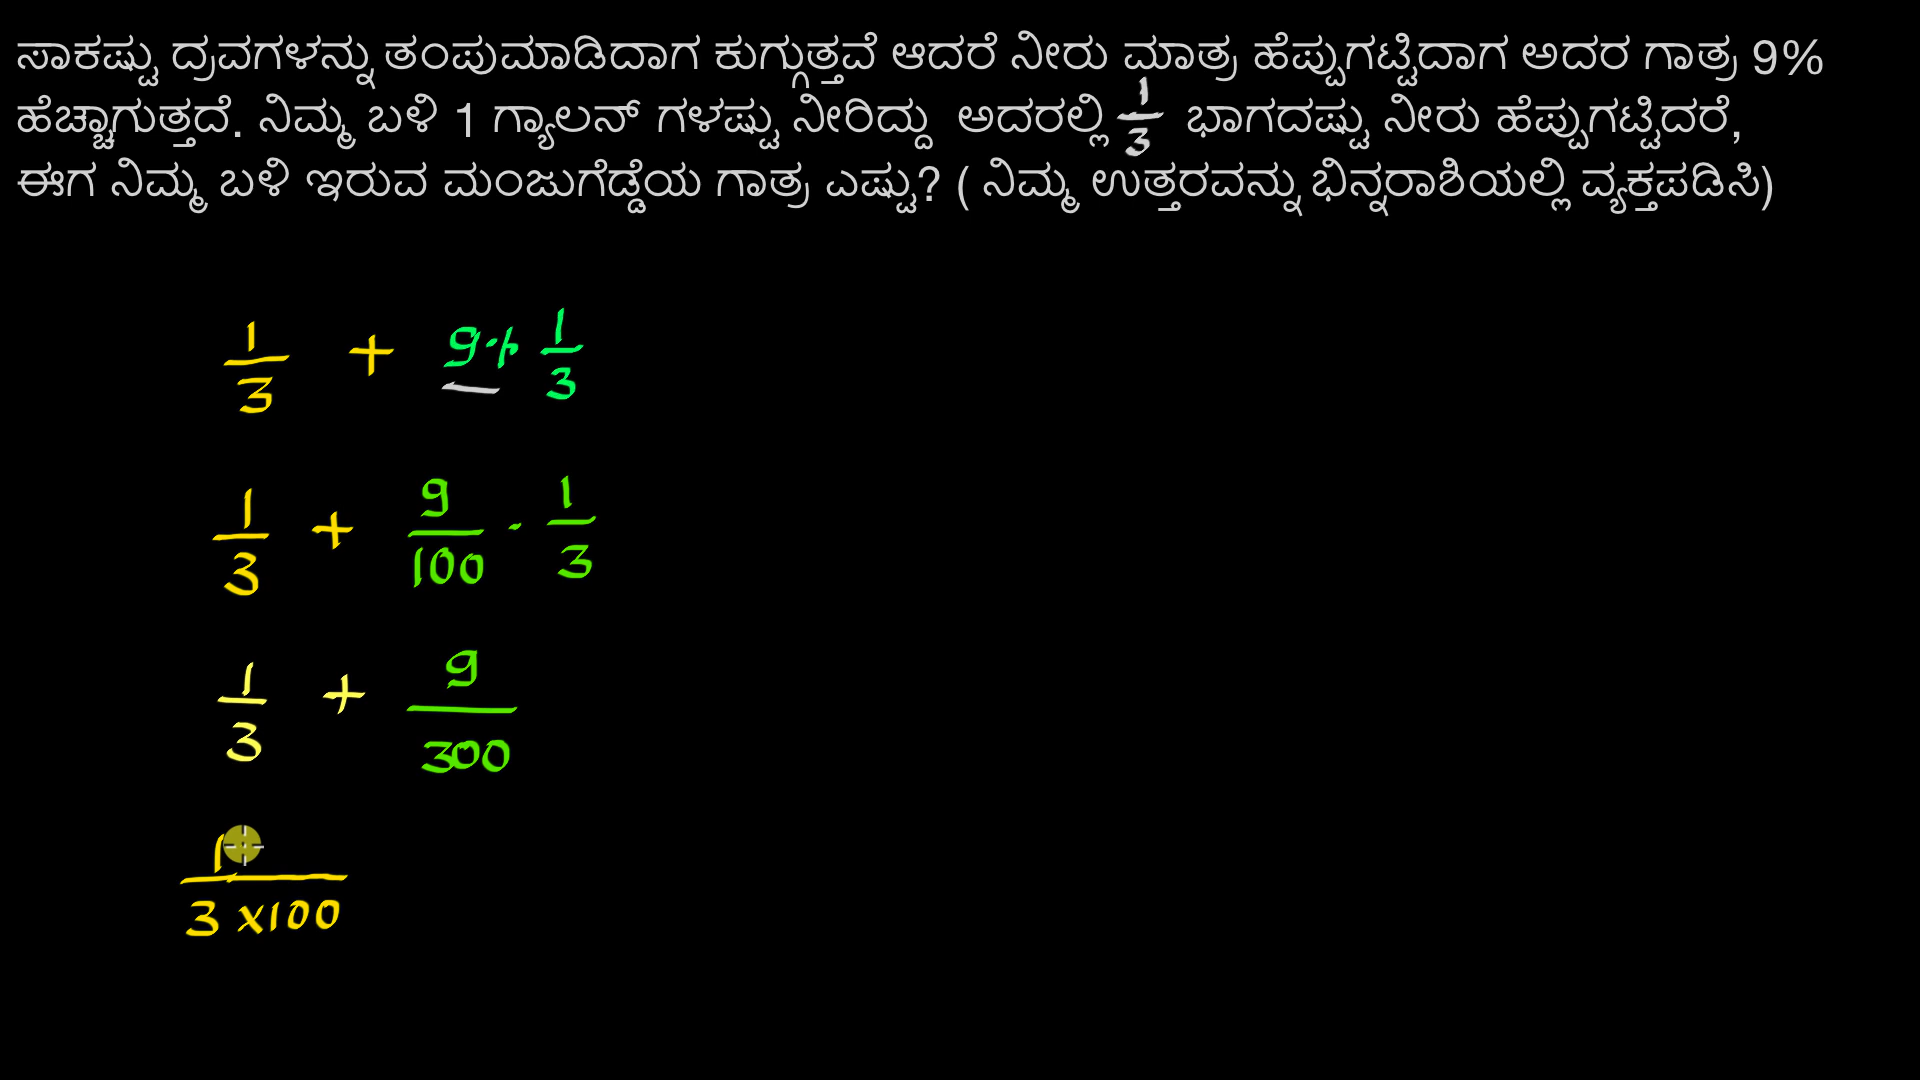 ಸಾಕಷ್ಟು ದ್ರವಗಳನ್ನು ತಂಪುಮಾಡಿದಾಗ ಕುಗ್ಗುತ್ತವೆ ಆದರೆ ನೀರು ಮಾತ್ರ ಹೆಪ್ಪುಗಟ್ಟಿದಾಗ ಅದರ ಗಾತ್ರ 9%
ಹೆಚ್ಚಾಗುತ್ತದೆ. ನಿಮ್ಮ ಬಳಿ 1 ಗ್ಯಾಲನ್ ಗಳಷ್ಟು ನೀರಿದ್ದು ಅದರಲ್ಲಿ 1/3 ಭಾಗದಷ್ಟು ನೀರು ಹೆಪ್ಪುಗಟ್ಟಿದರೆ,
ಈಗ ನಿಮ್ಮ ಬಳಿ ಇರುವ ಮಂಜುಗೆಡ್ಡೆಯ ಗಾತ್ರ ಎಷ್ಟು? ( ನಿಮ್ಮ ಉತ್ತರವನ್ನು ಭಿನ್ನರಾಶಿಯಲ್ಲಿ ವ್ಯಕ್ತಪಡಿಸಿ)
1/3 + 9% 1/3
1/3 + 9/100 · 1/3
1/3 + 9/300
1/3 ×100